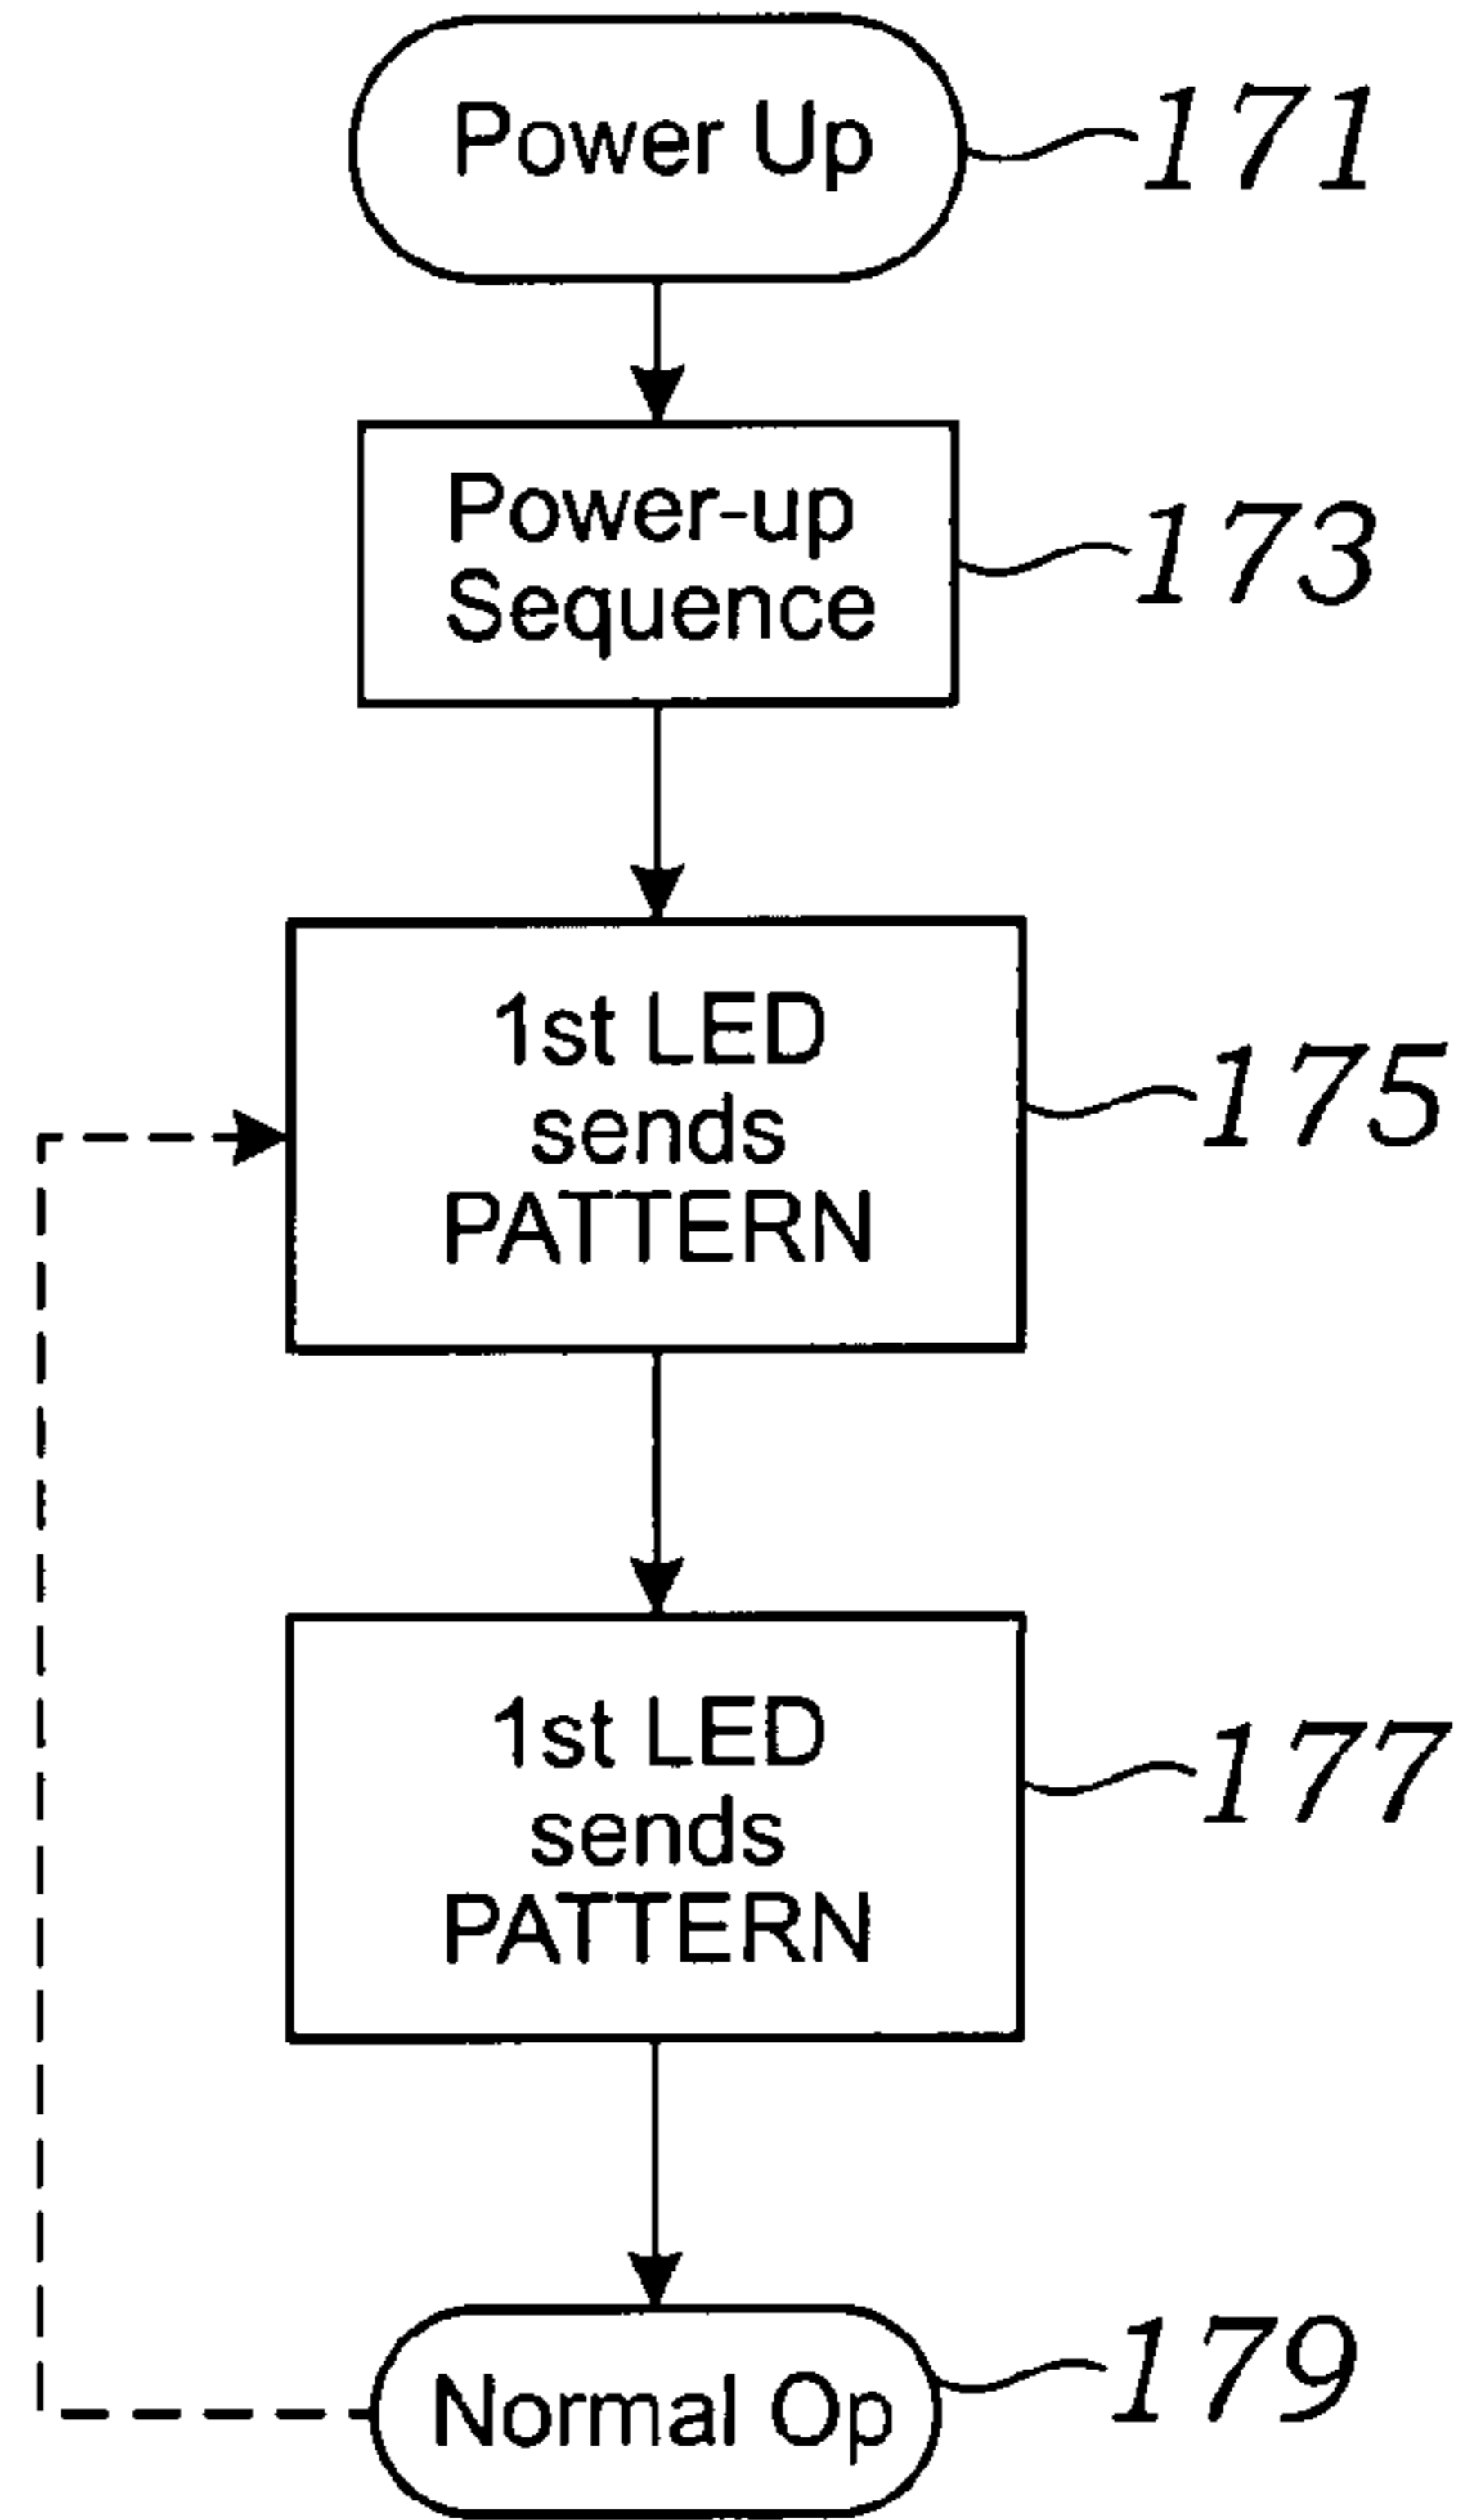 Power Up
171
Power-up
Sequence
173
1st LED
sends
PATTERN
175
1st LED
sends
PATTERN
177
Normal Op
179